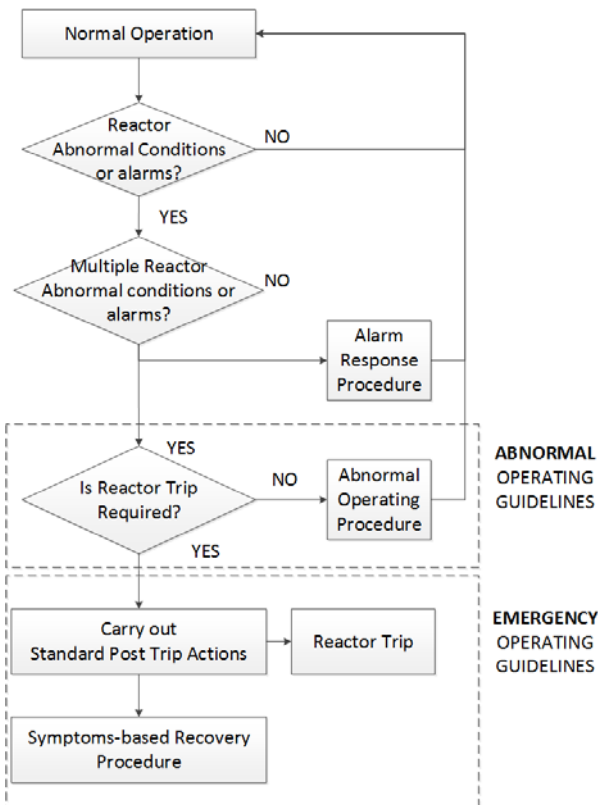 Normal Operation
Reactor
Abnormal Conditions
or alarms?
NO
YES
Multiple Reactor
Abnormal conditions or
alarms?
NO
Alarm
Response
Procedure
YES
Is Reactor Trip
Required?
NO
Abnormal
Operating
Procedure
ABNORMAL
OPERATING
GUIDELINES
YES
Carry out
Standard Post Trip Actions
Reactor Trip
EMERGENCY
OPERATING
GUIDELINES
Symptoms-based Recovery
Procedure